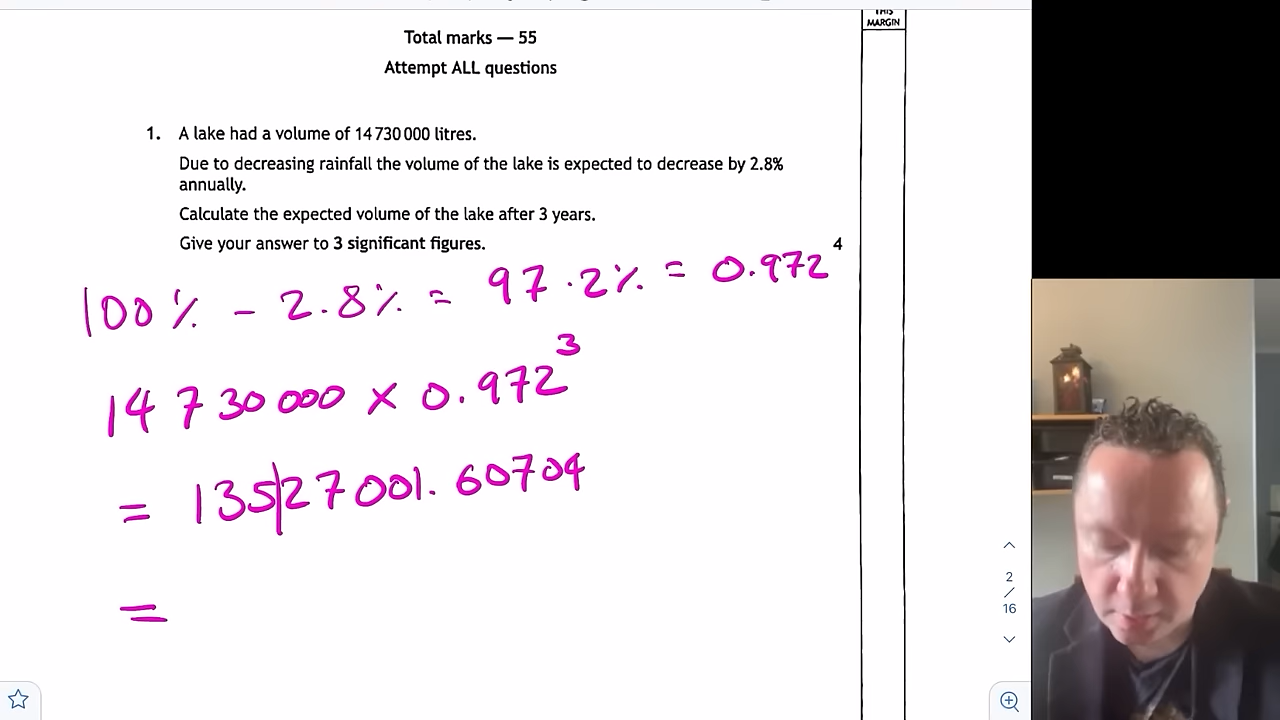 THIS
MARGIN
Total marks — 55
Attempt ALL questions
1. A lake had a volume of 14 730 000 litres.
Due to decreasing rainfall the volume of the lake is expected to decrease by 2.8%
annually.
Calculate the expected volume of the lake after 3 years.
Give your answer to 3 significant figures. 4
100% - 2.8% = 97.2% = 0.972
14 730 000 x 0.972³
= 135|27001.60704
=
2
/
16